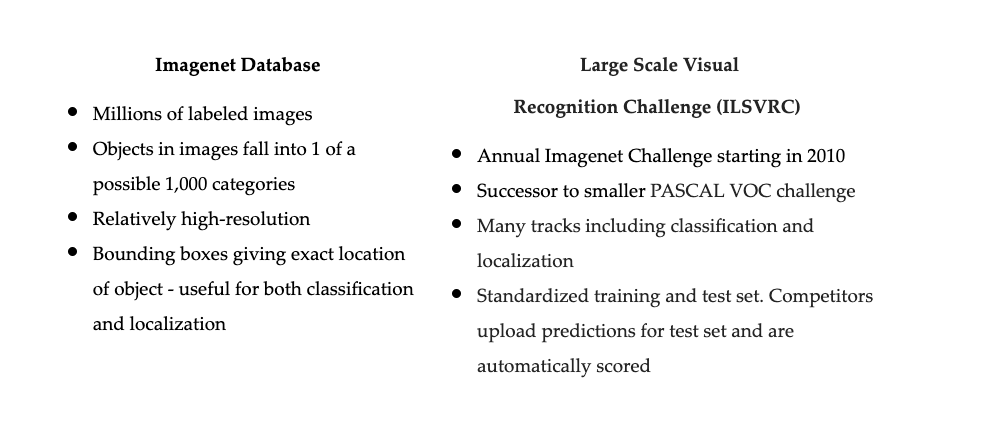 Imagenet Database
• Millions of labeled images
• Objects in images fall into 1 of a
possible 1,000 categories
• Relatively high-resolution
• Bounding boxes giving exact location
of object - useful for both classification
and localization
Large Scale Visual
Recognition Challenge (ILSVRC)
• Annual Imagenet Challenge starting in 2010
• Successor to smaller PASCAL VOC challenge
• Many tracks including classification and
localization
• Standardized training and test set. Competitors
upload predictions for test set and are
automatically scored